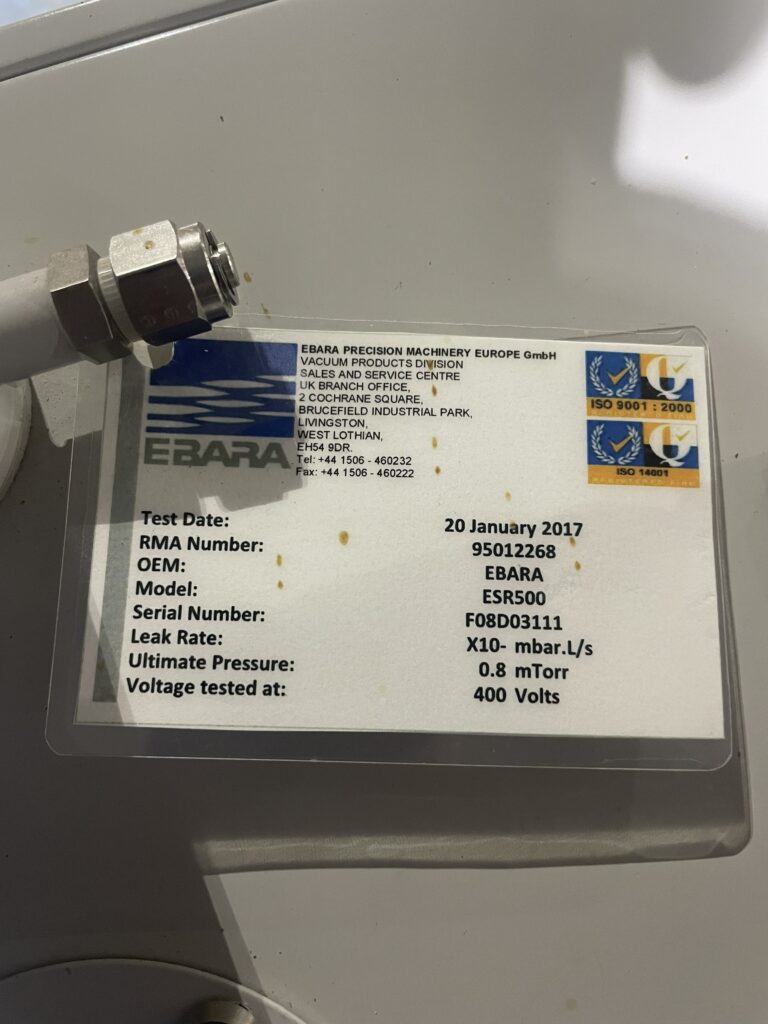 EBARA
EBARA PRECISION MACHINERY EUROPE GmbH
VACUUM PRODUCTS DIVISION
SALES AND SERVICE CENTRE
UK BRANCH OFFICE,
2 COCHRANE SQUARE,
BRUCEFIELD INDUSTRIAL PARK,
LIVINGSTON,
WEST LOTHIAN,
EH54 9DR.
Tel: +44 1506 - 460232
Fax: +44 1506 - 460222
Q
ISO 9001 : 2000
Q
ISO 14001
REGISTERED FIRM
Test Date: 20 January 2017
RMA Number: 95012268
OEM: EBARA
Model: ESR500
Serial Number: F08D03111
Leak Rate: X10- mbar.L/s
Ultimate Pressure: 0.8 mTorr
Voltage tested at: 400 Volts